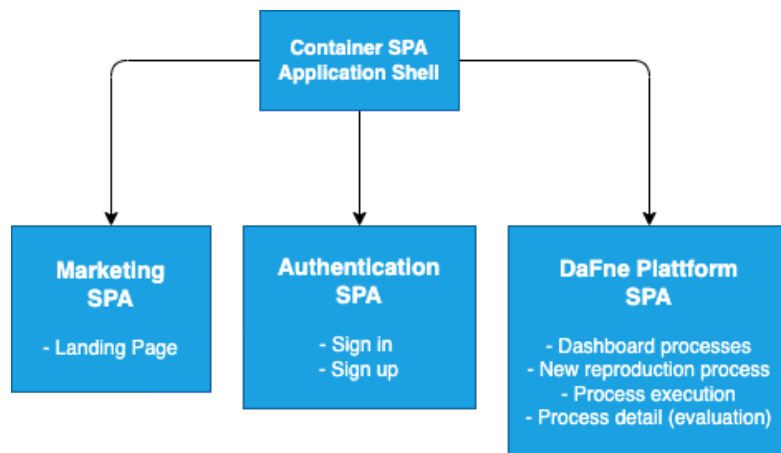 Container SPA
Application Shell
Marketing
SPA
- Landing Page
Authentication
SPA
- Sign in
- Sign up
DaFne Plattform
SPA
- Dashboard processes
- New reproduction process
- Process execution
- Process detail (evaluation)